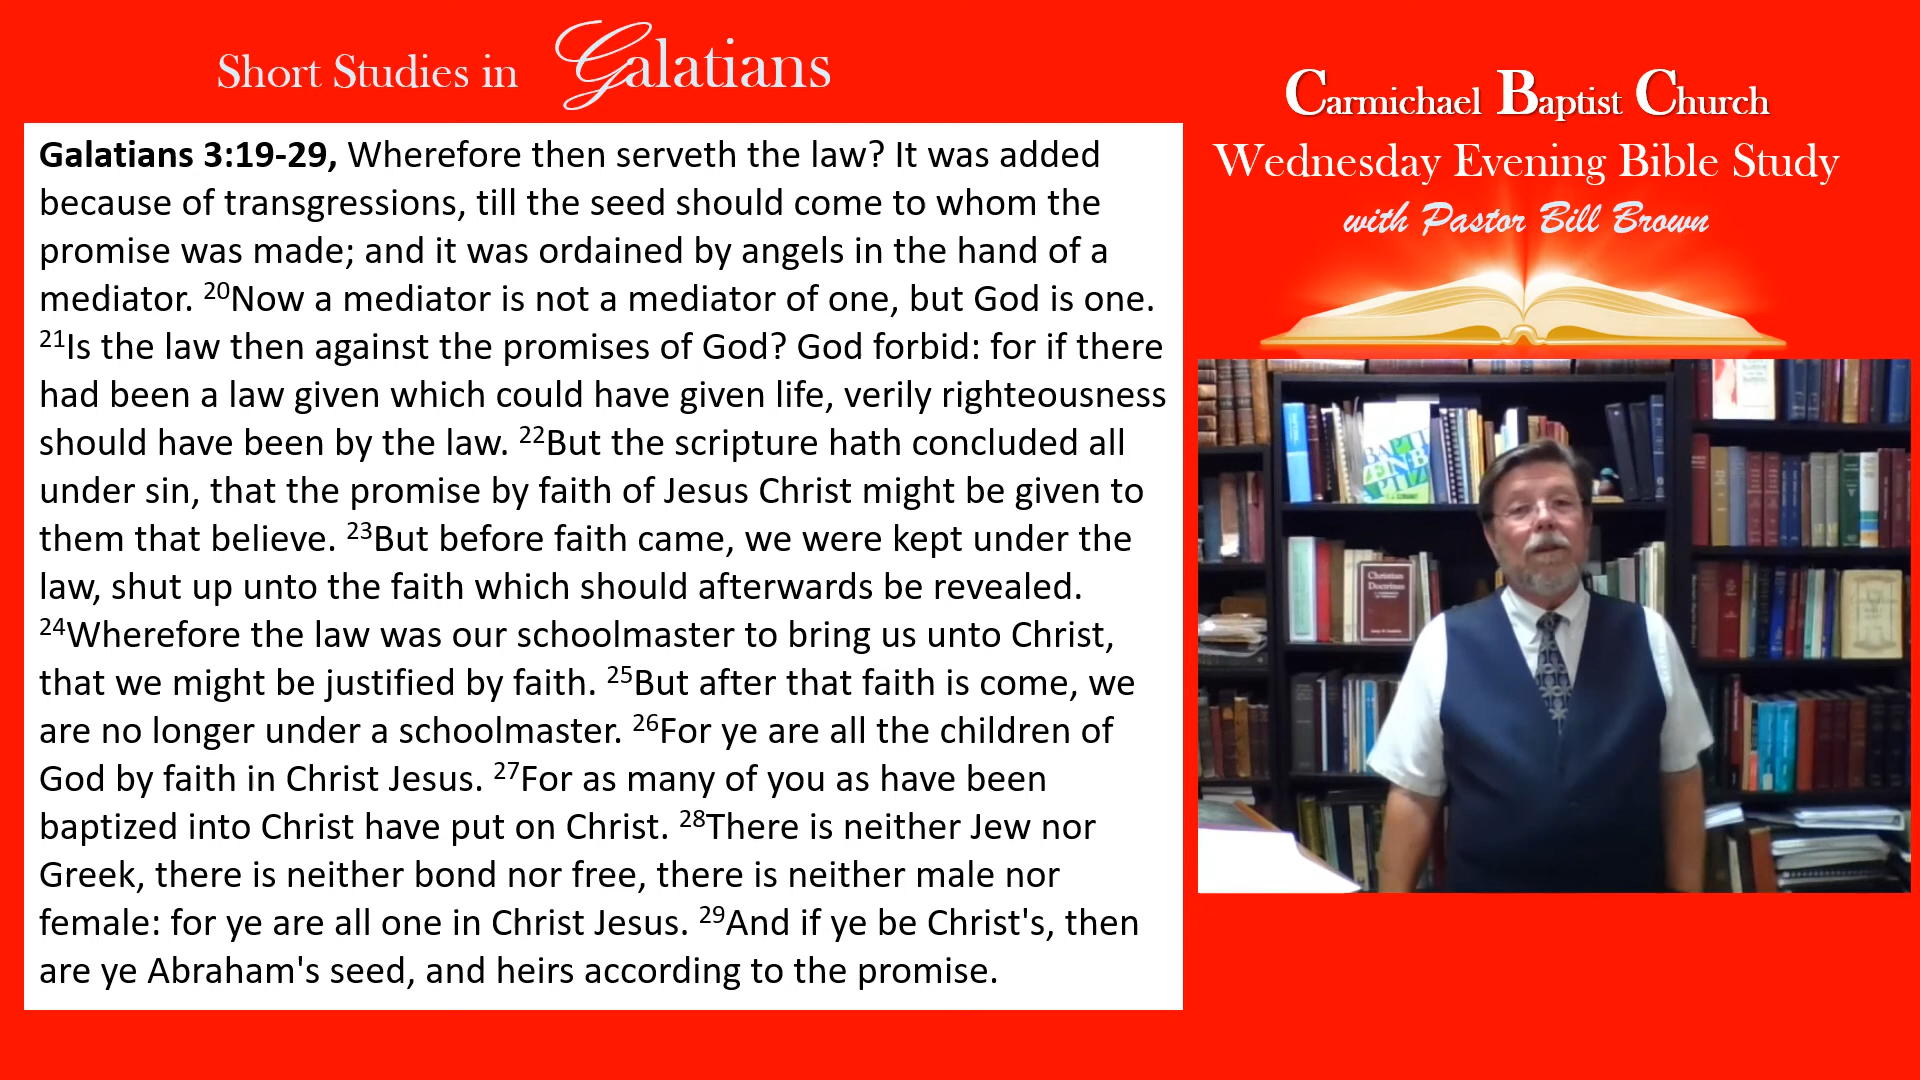 Short Studies in Galatians
Galatians 3:19-29, Wherefore then serveth the law? It was added
because of transgressions, till the seed should come to whom the
promise was made; and it was ordained by angels in the hand of a
mediator. 20Now a mediator is not a mediator of one, but God is one.
21Is the law then against the promises of God? God forbid: for if there
had been a law given which could have given life, verily righteousness
should have been by the law. 22But the scripture hath concluded all
under sin, that the promise by faith of Jesus Christ might be given to
them that believe. 23But before faith came, we were kept under the
law, shut up unto the faith which should afterwards be revealed.
24Wherefore the law was our schoolmaster to bring us unto Christ,
that we might be justified by faith. 25But after that faith is come, we
are no longer under a schoolmaster. 26For ye are all the children of
God by faith in Christ Jesus. 27For as many of you as have been
baptized into Christ have put on Christ. 28There is neither Jew nor
Greek, there is neither bond nor free, there is neither male nor
female: for ye are all one in Christ Jesus. 29And if ye be Christ's, then
are ye Abraham's seed, and heirs according to the promise.
Carmichael Baptist Church
Wednesday Evening Bible Study
with Pastor Bill Brown
Christian
Doctrines